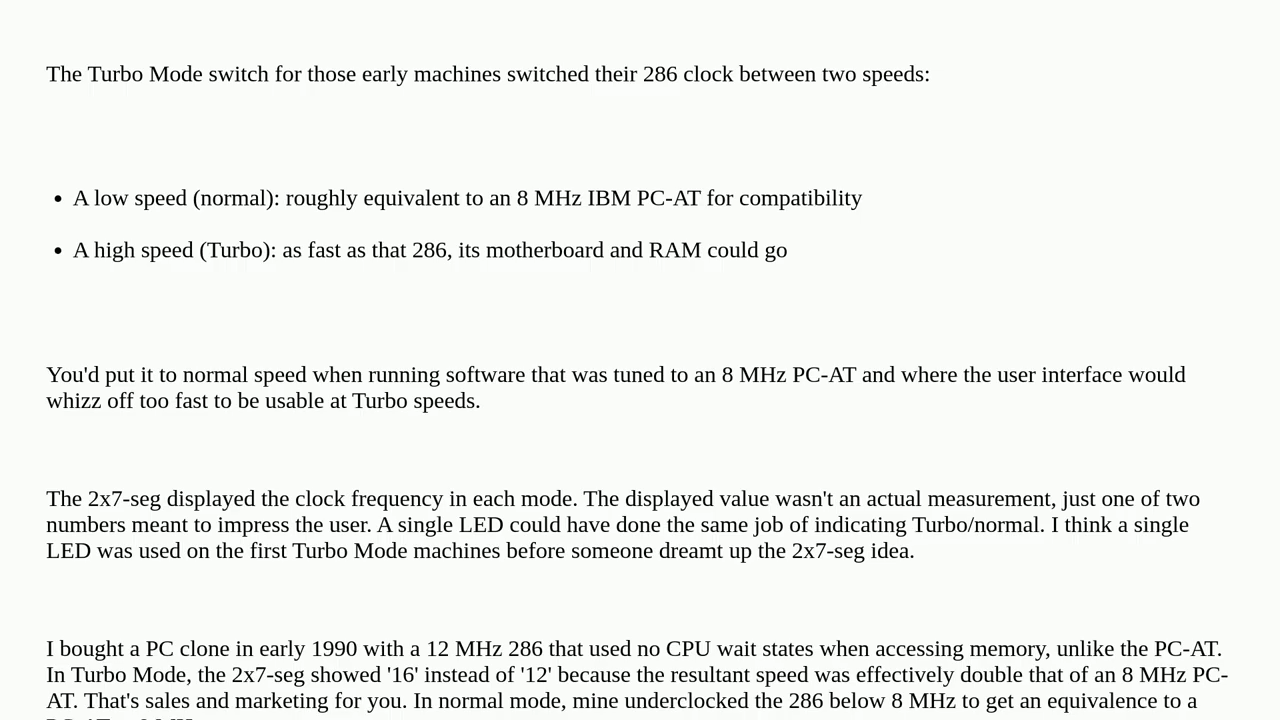 The Turbo Mode switch for those early machines switched their 286 clock between two speeds:
• A low speed (normal): roughly equivalent to an 8 MHz IBM PC-AT for compatibility
• A high speed (Turbo): as fast as that 286, its motherboard and RAM could go
You'd put it to normal speed when running software that was tuned to an 8 MHz PC-AT and where the user interface would
whizz off too fast to be usable at Turbo speeds.
The 2x7-seg displayed the clock frequency in each mode. The displayed value wasn't an actual measurement, just one of two
numbers meant to impress the user. A single LED could have done the same job of indicating Turbo/normal. I think a single
LED was used on the first Turbo Mode machines before someone dreamt up the 2x7-seg idea.
I bought a PC clone in early 1990 with a 12 MHz 286 that used no CPU wait states when accessing memory, unlike the PC-AT.
In Turbo Mode, the 2x7-seg showed '16' instead of '12' because the resultant speed was effectively double that of an 8 MHz PC-
AT. That's sales and marketing for you. In normal mode, mine underclocked the 286 below 8 MHz to get an equivalence to a